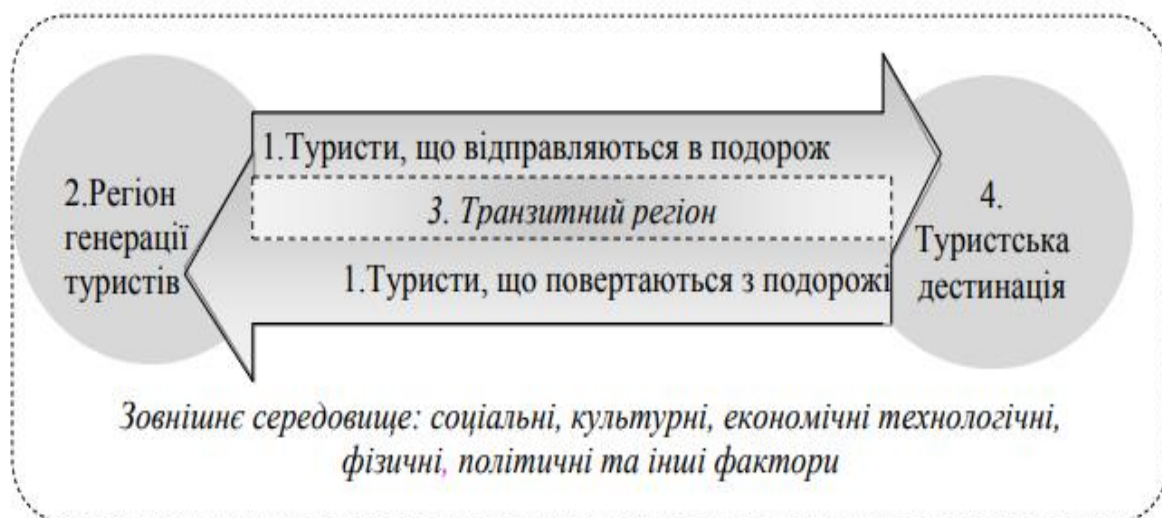 1.Туристи, що відправляються в подорож
2.Регіон
генерації
туристів
3. Транзитний регіон
4.
Туристська
дестинація
1.Туристи, що повертаються з подорожі
Зовнішнє середовище: соціальні, культурні, економічні технологічні,
фізичні, політичні та інші фактори